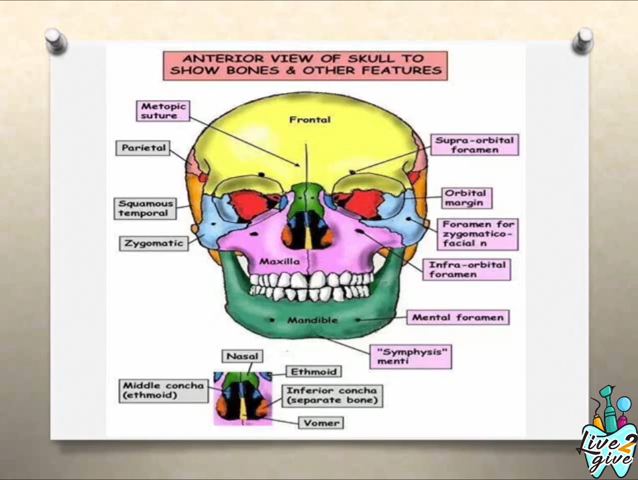 ANTERIOR VIEW OF SKULL TO
SHOW BONES & OTHER FEATURES
Metopic
suture
Frontal
Parietal
Supra-orbital
foramen
Squamous
temporal
Orbital
margin
Zygomatic
Foramen for
zygomatico-
facial n
Maxilla
Infra-orbital
foramen
Mandible
Mental foramen
"Symphysis"
menti
Nasal
Ethmoid
Middle concha
(ethmoid)
Inferior concha
(separate bone)
Vomer
Live2
give